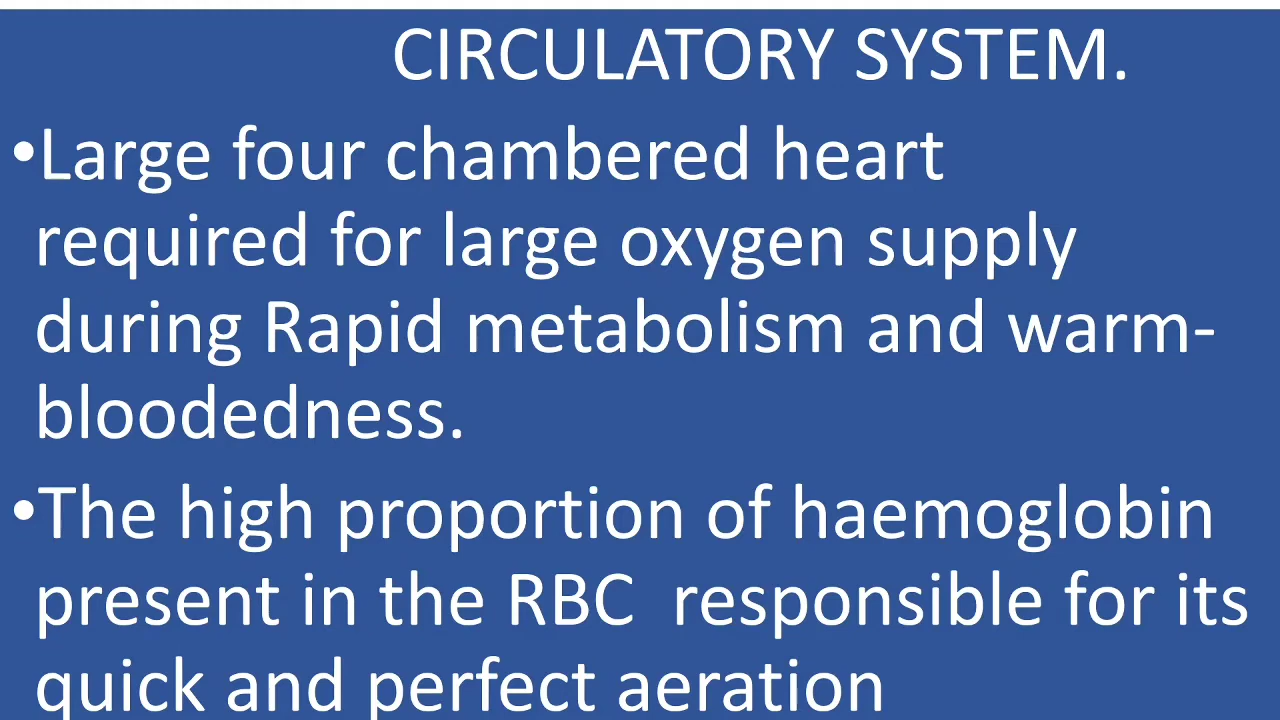 CIRCULATORY SYSTEM.
•Large four chambered heart
required for large oxygen supply
during Rapid metabolism and warm-
bloodedness.
•The high proportion of haemoglobin
present in the RBC  responsible for its
quick and perfect aeration